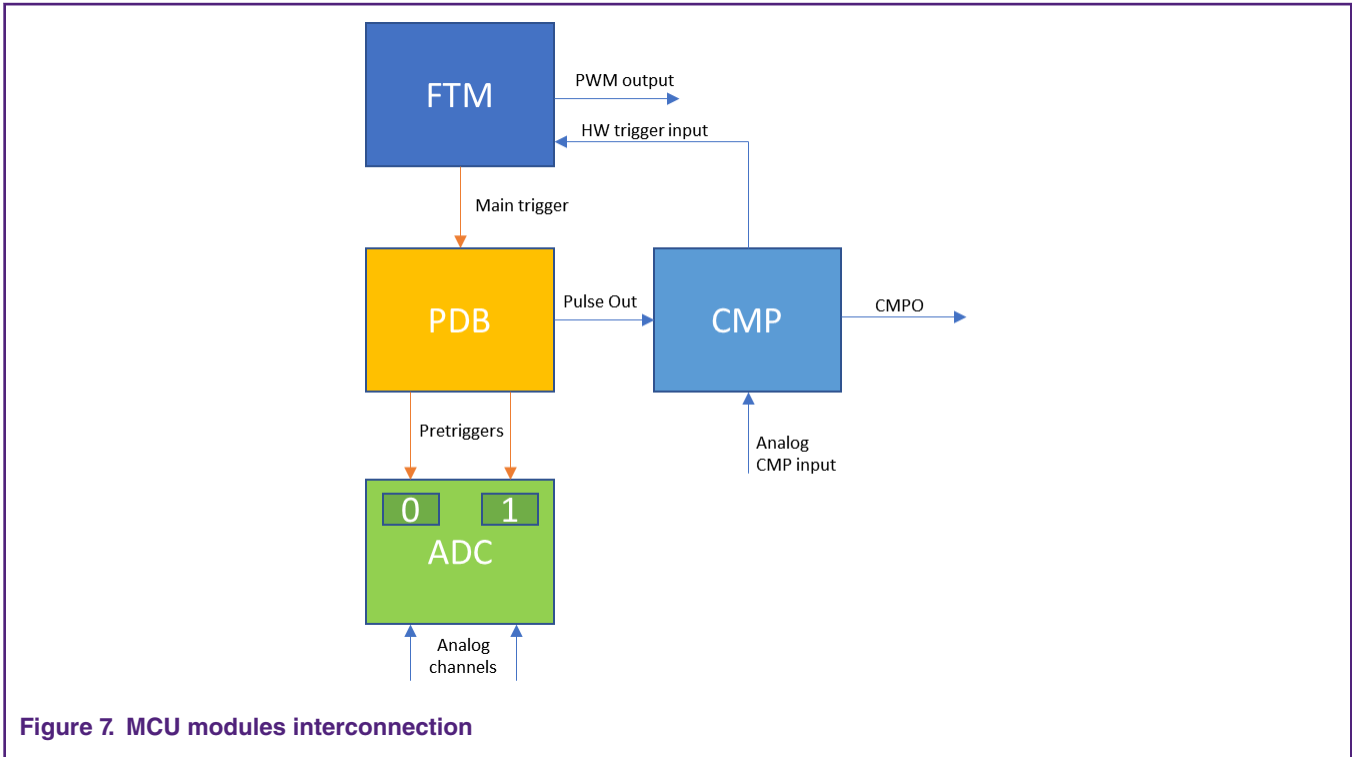 FTM
PWM output
HW trigger input
Main trigger
PDB
Pulse Out
CMP
CMPO
Pretriggers
Analog
CMP input
0
1
ADC
Analog
channels
Figure 7. MCU modules interconnection